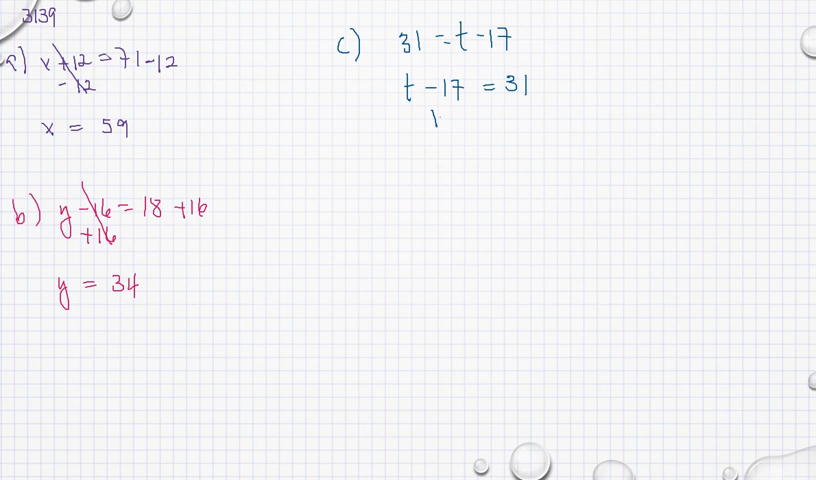 3139
a) x +12 = 71 - 12
- 12
x = 59
b) y - 16 = 18 + 16
+ 16
y = 34
c) 31 = t - 17
t - 17 = 31